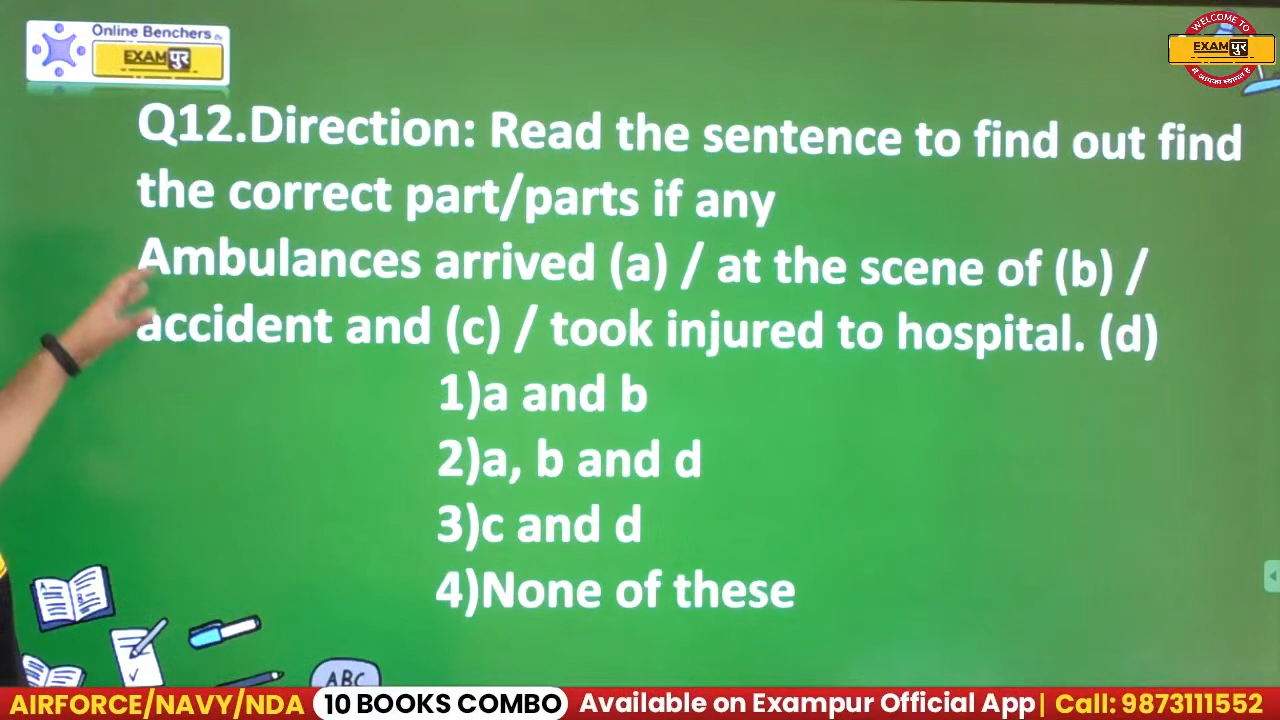 Online Benchers
EXAMपुर
WELCOME TO
EXAMपुर
में आपका स्वागत है
Q12.Direction: Read the sentence to find out find
the correct part/parts if any
Ambulances arrived (a) / at the scene of (b) /
accident and (c) / took injured to hospital. (d)
1)a and b
2)a, b and d
3)c and d
4)None of these
ABC
AIRFORCE/NAVY/NDA 10 BOOKS COMBO Available on Exampur Official App| Call: 9873111552